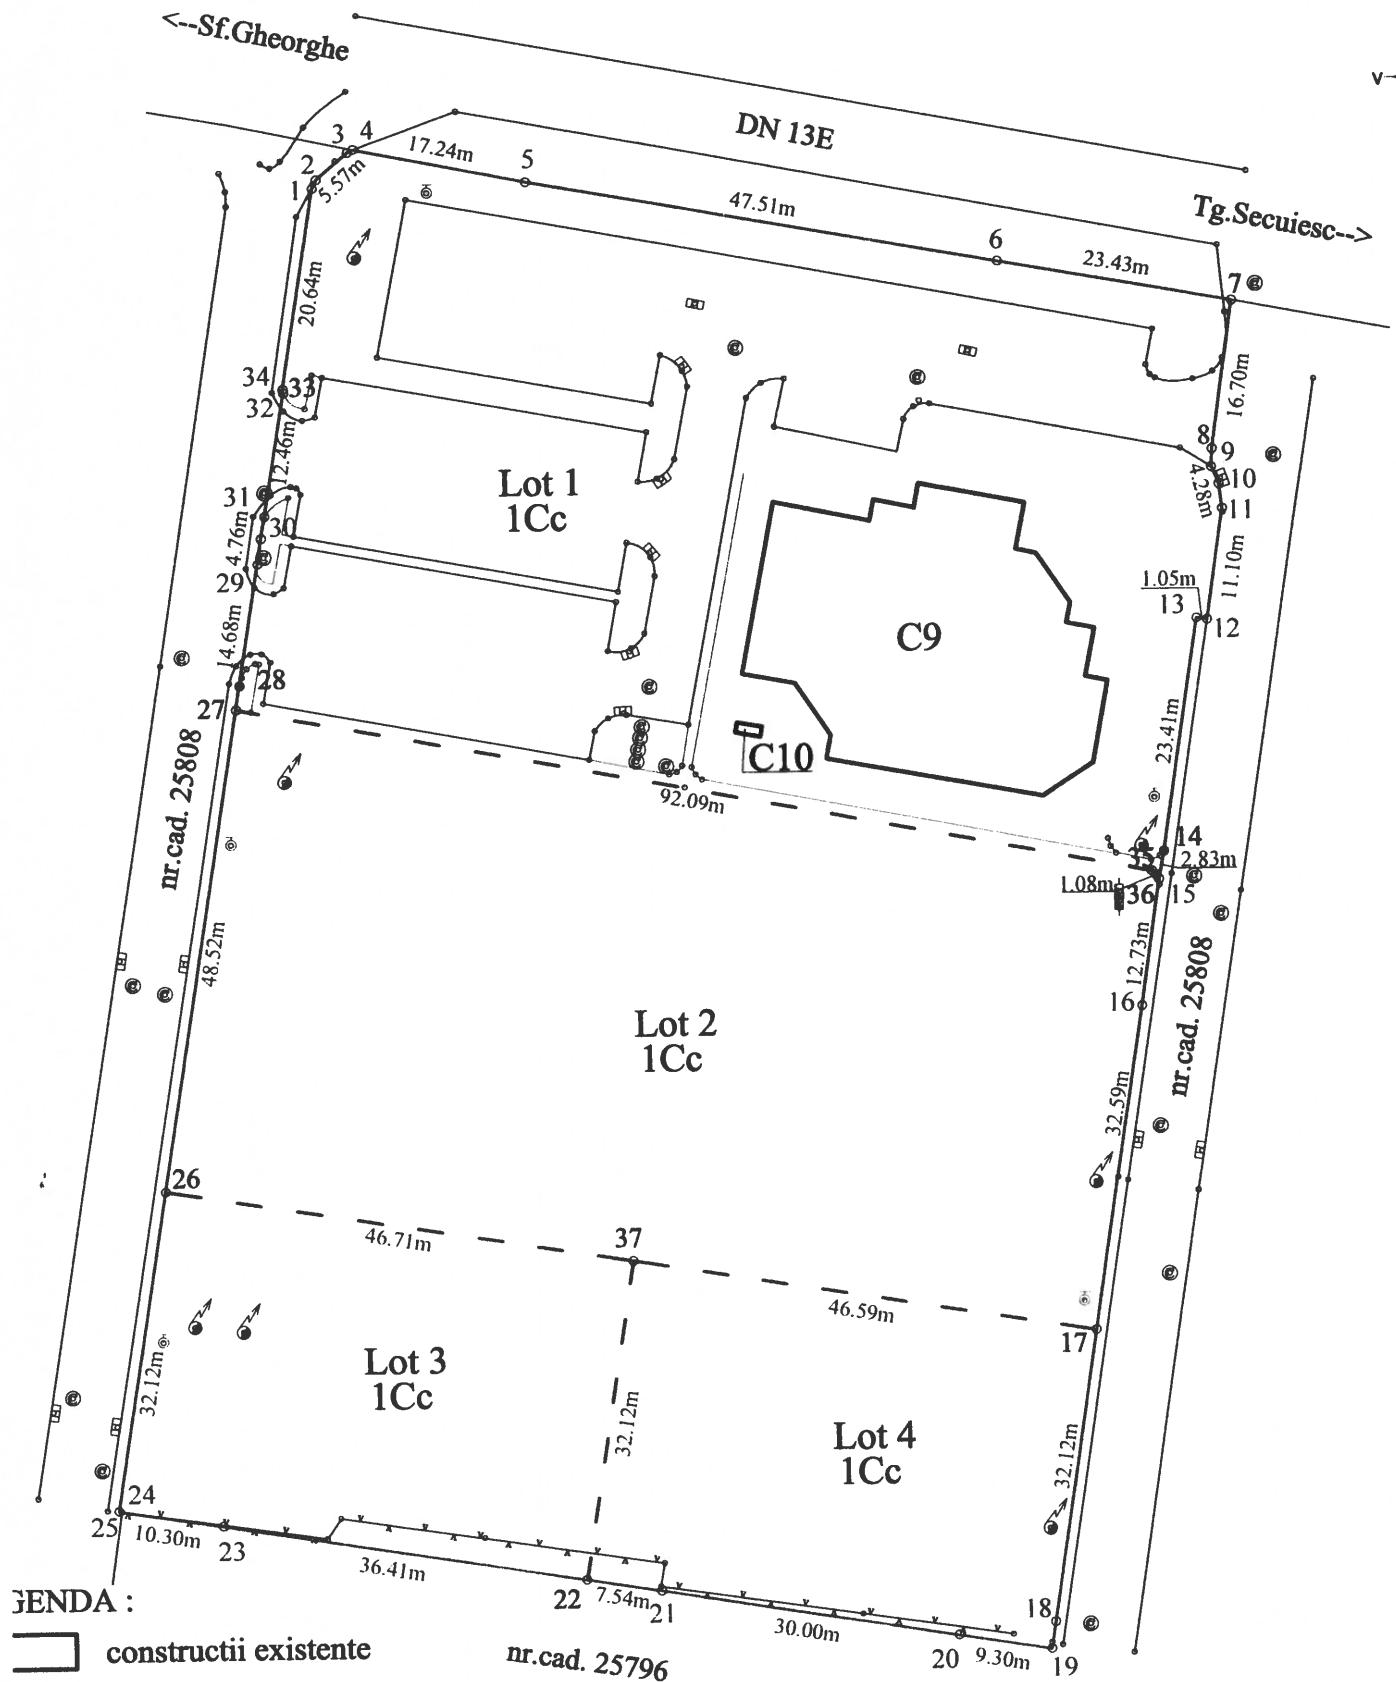 <--Sf.Gheorghe
DN 13E
Tg.Secuiesc-->
3 4
17.24m
5
2
5.57m
1
47.51m
6
23.43m
7
20.64m
16.70m
34
33
32
8
9
10
4.28m
11
12.46m
Lot 1
1Cc
31
30
4.76m
29
11.10m
1.05m
13
12
C9
14.68m
28
27
C10
23.41m
92.09m
nr.cad. 25808
14
35
2.83m
1.08m
36
15
48.52m
12.73m
16
nr.cad. 25808
Lot 2
1Cc
32.59m
26
46.71m
37
46.59m
17
Lot 3
1Cc
32.12m
32.12m
Lot 4
1Cc
32.12m
24
25
10.30m
23
36.41m
22
7.54m
21
30.00m
18
20
9.30m
19
GENDA :
constructii existente
nr.cad. 25796